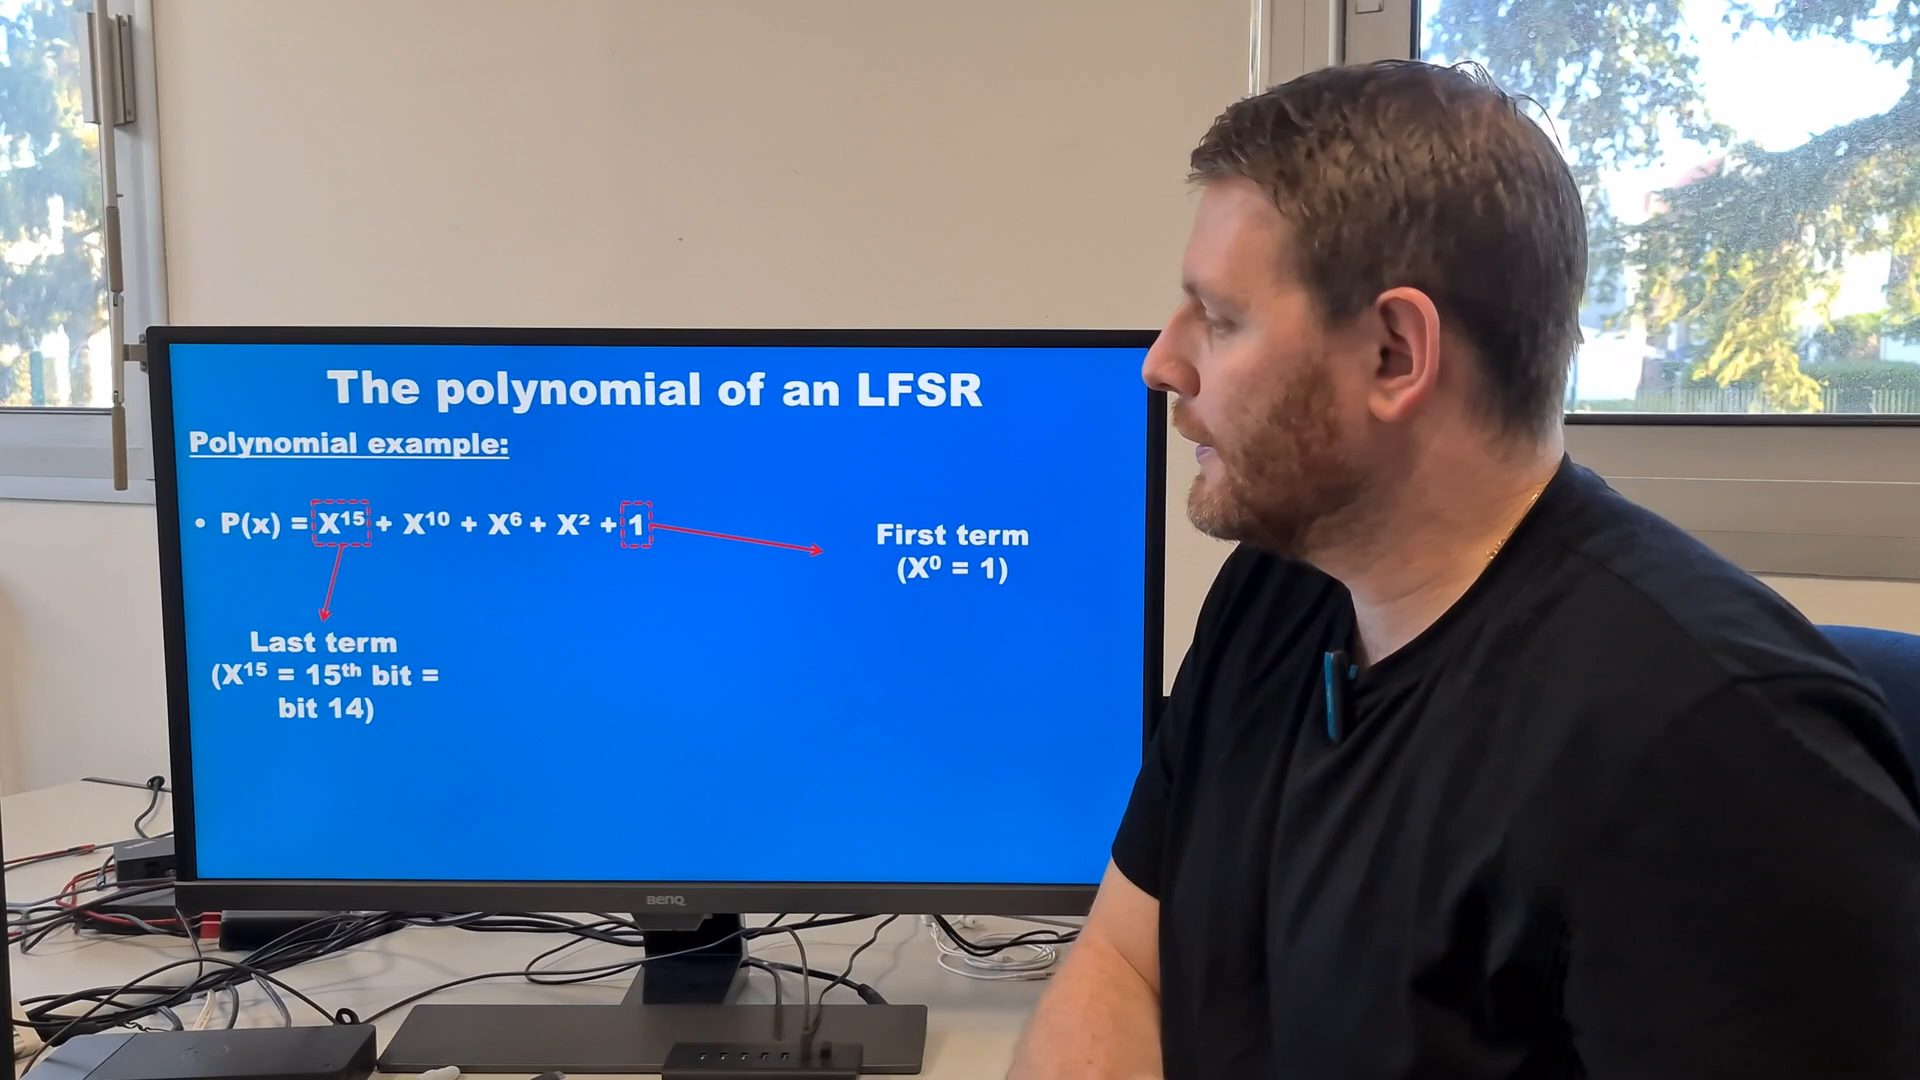 The polynomial of an LFSR
Polynomial example:
• P(x) = X¹⁵ + X¹⁰ + X⁶ + X² + 1
First term
(X⁰ = 1)
Last term
(X¹⁵ = 15ᵗʰ bit =
bit 14)
BenQ